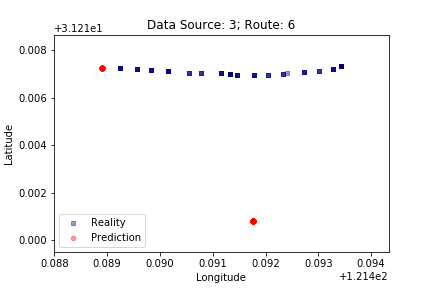 Data Source: 3; Route: 6
+3.121e1
0.008
0.006
0.004
0.002
0.000
Latitude
Reality
Prediction
0.088 0.089 0.090 0.091 0.092 0.093 0.094
Longitude
+1.214e2